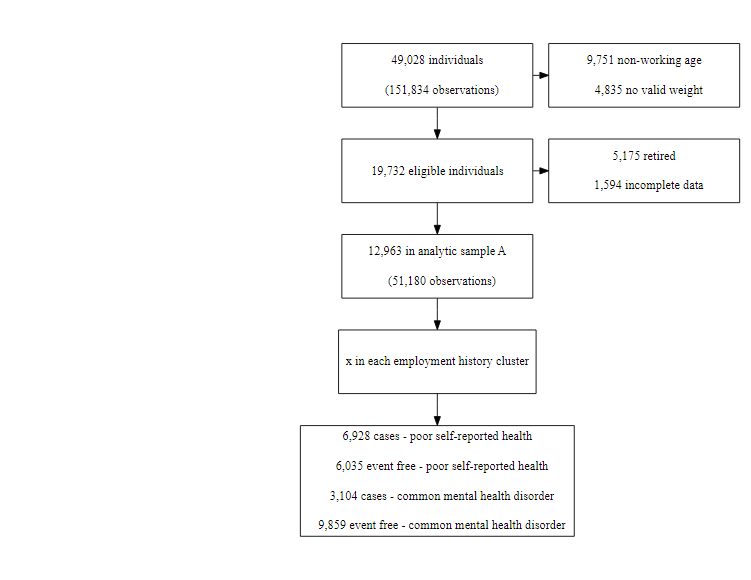 49,028 individuals
(151,834 observations)
9,751 non-working age
4,835 no valid weight
19,732 eligible individuals
5,175 retired
1,594 incomplete data
12,963 in analytic sample A
(51,180 observations)
x in each employment history cluster
6,928 cases - poor self-reported health
6,035 event free - poor self-reported health
3,104 cases - common mental health disorder
9,859 event free - common mental health disorder